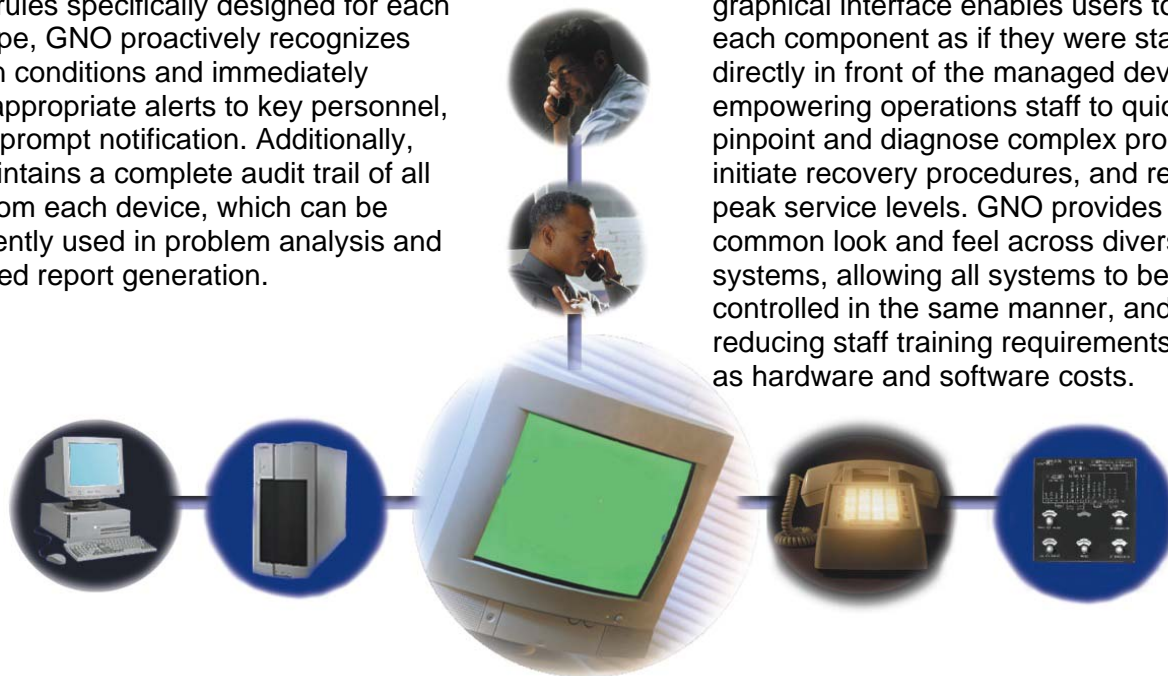 rules specifically designed for each
pe, GNO proactively recognizes
n conditions and immediately
appropriate alerts to key personnel,
prompt notification. Additionally,
intains a complete audit trail of all
om each device, which can be
ently used in problem analysis and
ed report generation.
graphical interface enables users to
each component as if they were sta
directly in front of the managed dev
empowering operations staff to quic
pinpoint and diagnose complex pro
initiate recovery procedures, and re
peak service levels. GNO provides
common look and feel across divers
systems, allowing all systems to be
controlled in the same manner, and
reducing staff training requirements
as hardware and software costs.